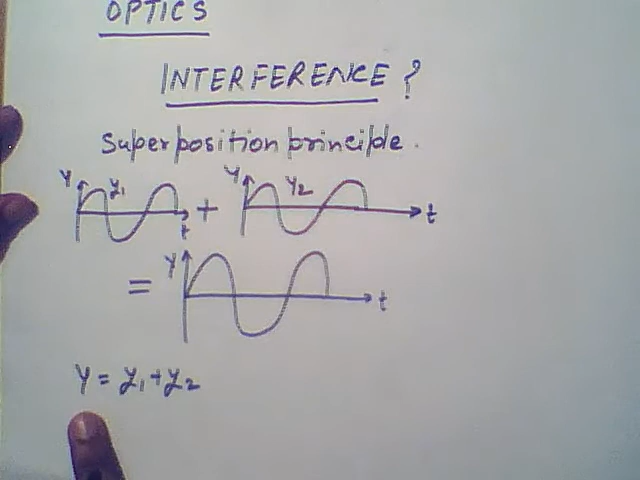 OPTICS
INTERFERENCE?
Superposition principle.
Y y1 t + Y y2 t
= Y t
Y = y1 + y2